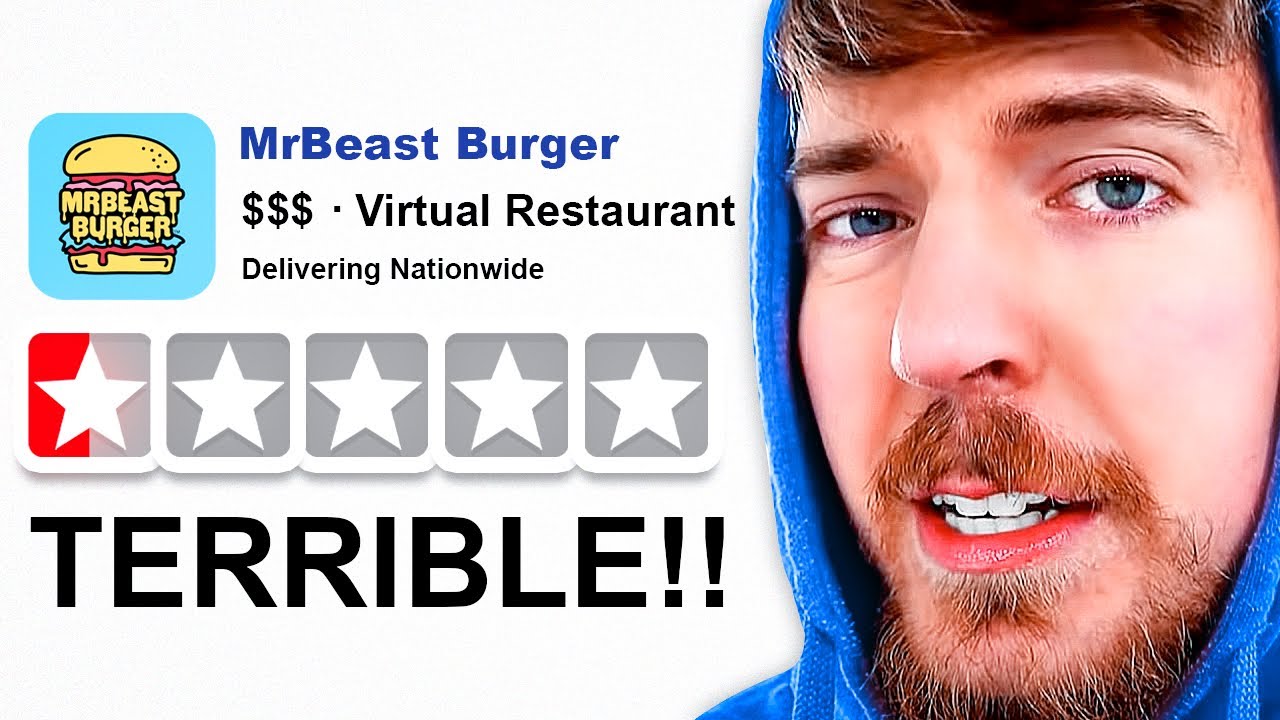 MRBEAST
BURGER
MrBeast Burger
$$$ · Virtual Restaurant
Delivering Nationwide
TERRIBLE!!